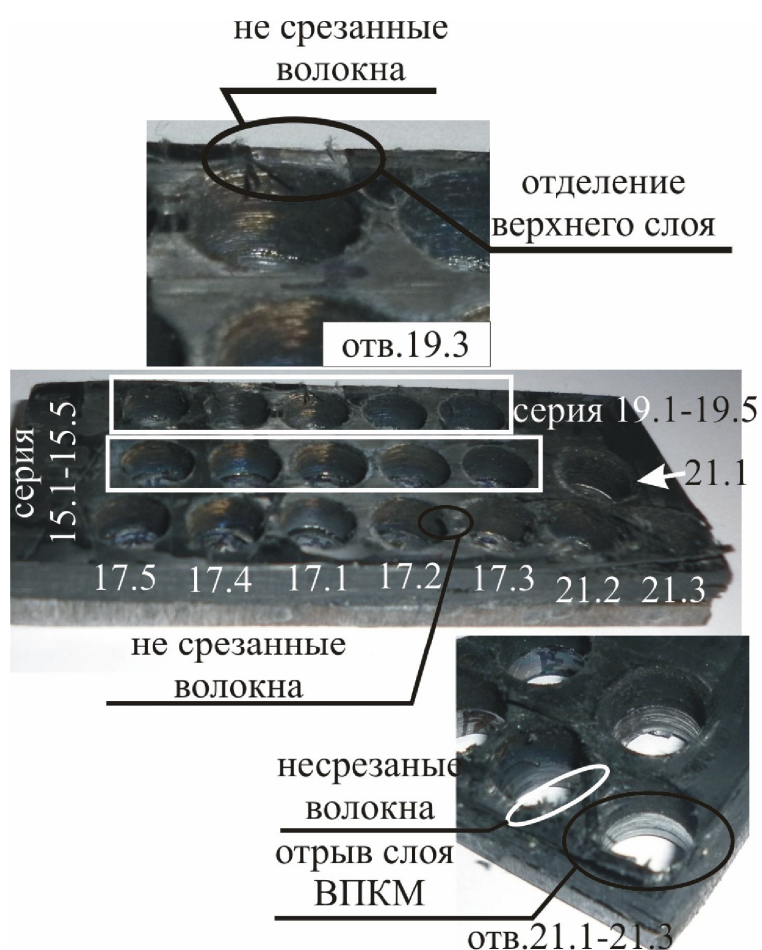 не срезанные
волокна
отделение
верхнего слоя
отв.19.3
серия 19.1-19.5
серия
15.1-15.5
21.1
17.5 17.4 17.1 17.2 17.3 21.2 21.3
не срезанные
волокна
несрезаные
волокна
отрыв слоя
ВПКМ
отв.21.1-21.3